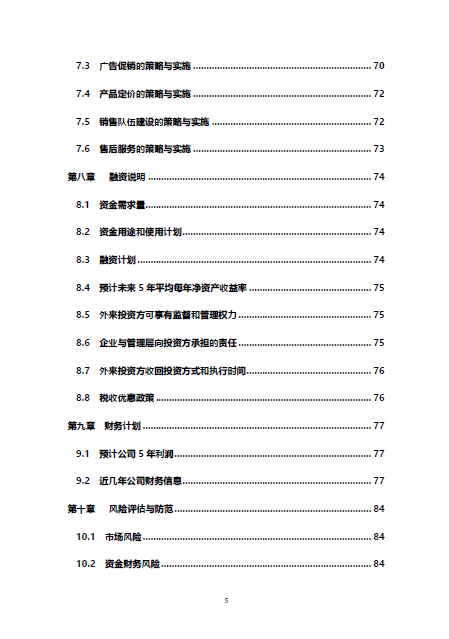 7.3 广告促销的策略与实施 ........................ 70
7.4 产品定价的策略与实施 ........................ 72
7.5 销售队伍建设的策略与实施 ........................ 72
7.6 售后服务的策略与实施 ........................ 73
第八章 融资说明 ........................ 74
8.1 资金需求量........................ 74
8.2 资金用途和使用计划........................ 74
8.3 融资计划 ........................ 74
8.4 预计未来 5 年平均每年净资产收益率 ........................ 75
8.5 外来投资方可享有监督和管理权力 ........................ 75
8.6 企业与管理层向投资方承担的责任 ........................ 75
8.7 外来投资方收回投资方式和执行时间........................ 76
8.8 税收优惠政策 ........................ 76
第九章 财务计划 ........................ 77
9.1 预计公司 5 年利润........................ 77
9.2 近几年公司财务信息........................ 77
第十章 风险评估与防范........................ 84
10.1 市场风险........................ 84
10.2 资金财务风险........................ 84
5